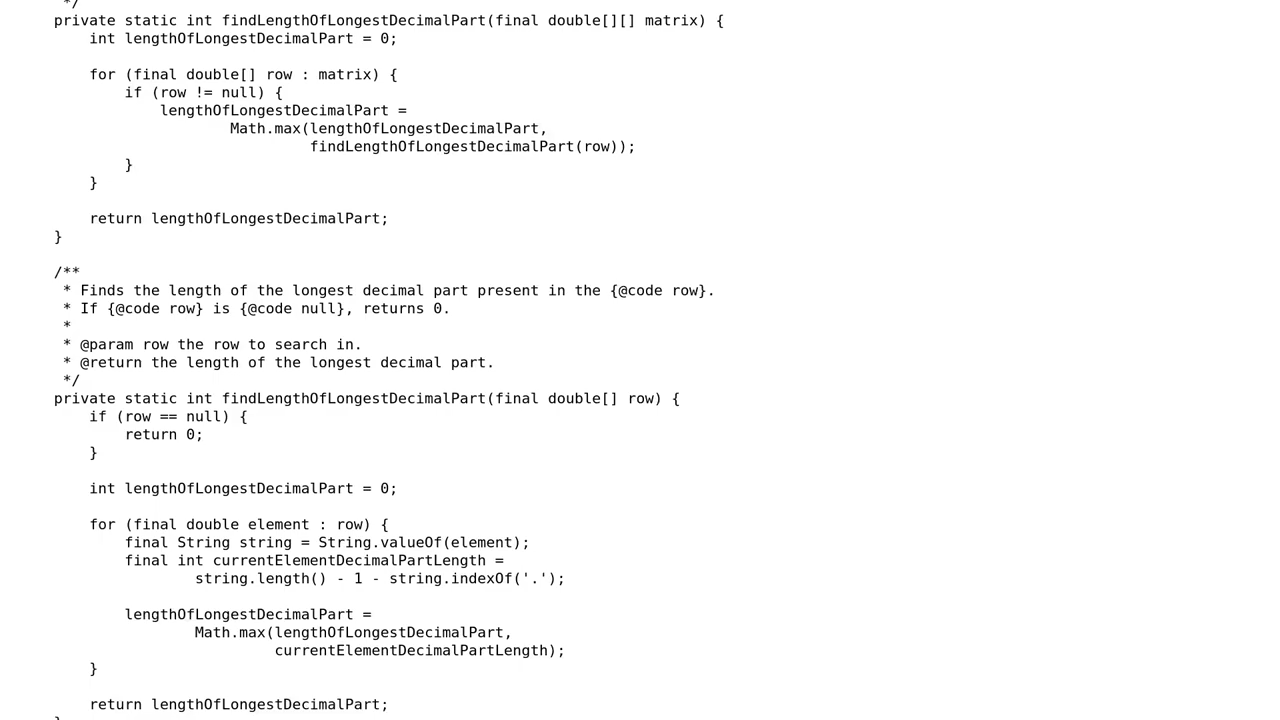 */
private static int findLengthOfLongestDecimalPart(final double[][] matrix) {
    int lengthOfLongestDecimalPart = 0;

    for (final double[] row : matrix) {
        if (row != null) {
            lengthOfLongestDecimalPart =
                    Math.max(lengthOfLongestDecimalPart,
                             findLengthOfLongestDecimalPart(row));
        }
    }

    return lengthOfLongestDecimalPart;
}

/**
 * Finds the length of the longest decimal part present in the {@code row}.
 * If {@code row} is {@code null}, returns 0.
 *
 * @param row the row to search in.
 * @return the length of the longest decimal part.
 */
private static int findLengthOfLongestDecimalPart(final double[] row) {
    if (row == null) {
        return 0;
    }

    int lengthOfLongestDecimalPart = 0;

    for (final double element : row) {
        final String string = String.valueOf(element);
        final int currentElementDecimalPartLength =
                string.length() - 1 - string.indexOf('.');

        lengthOfLongestDecimalPart =
                Math.max(lengthOfLongestDecimalPart,
                         currentElementDecimalPartLength);
    }

    return lengthOfLongestDecimalPart;
}